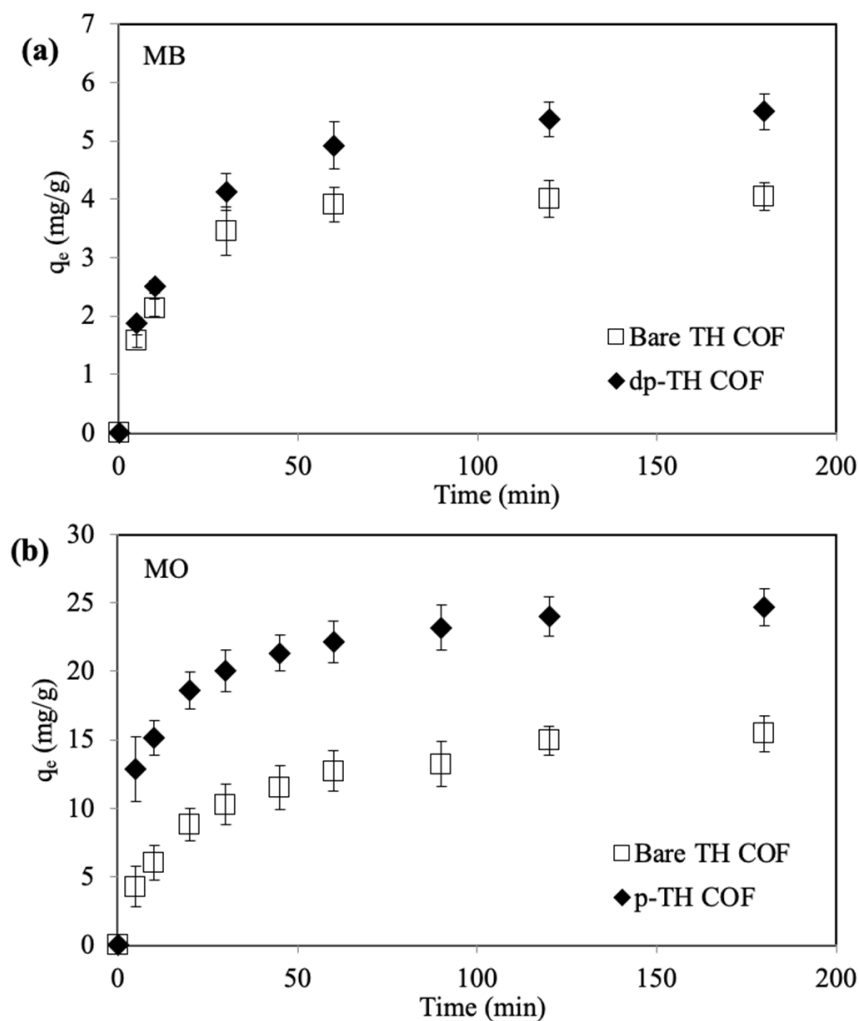 (a)
MB
7
6
5
4
3
2
1
0
qₑ (mg/g)
Bare TH COF
dp-TH COF
0 50 100 150 200
Time (min)
(b)
MO
30
25
20
15
10
5
0
qₑ (mg/g)
Bare TH COF
p-TH COF
0 50 100 150 200
Time (min)